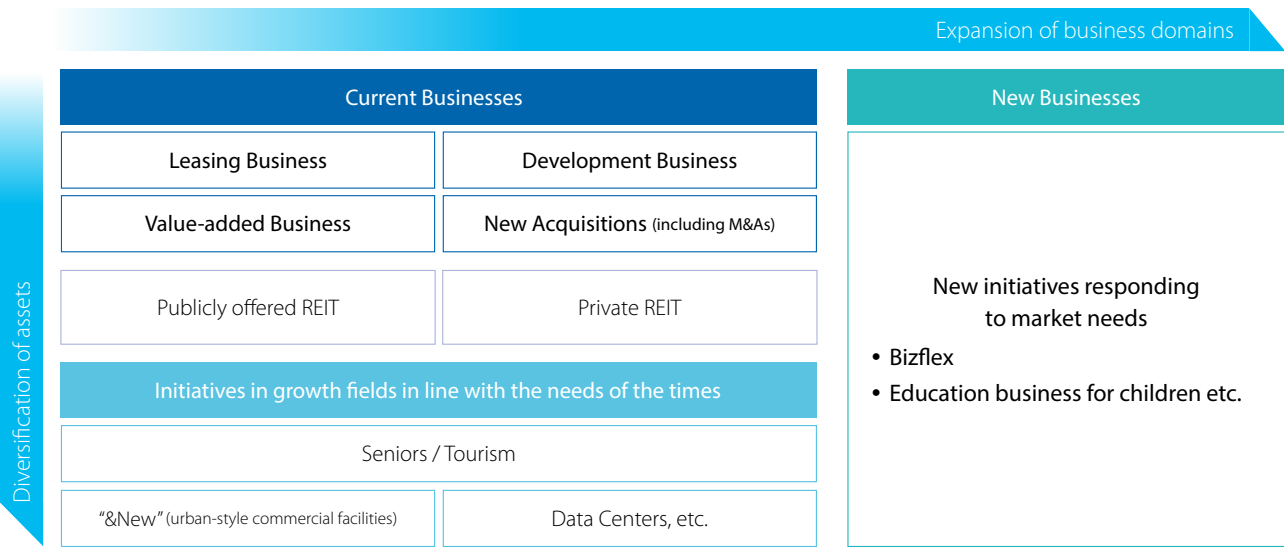 Expansion of business domains
Diversification of assets
Current Businesses
Leasing Business
Development Business
Value-added Business
New Acquisitions (including M&As)
Publicly offered REIT
Private REIT
Initiatives in growth fields in line with the needs of the times
Seniors / Tourism
“&New” (urban-style commercial facilities)
Data Centers, etc.
New Businesses
New initiatives responding
to market needs
• Bizflex
• Education business for children etc.